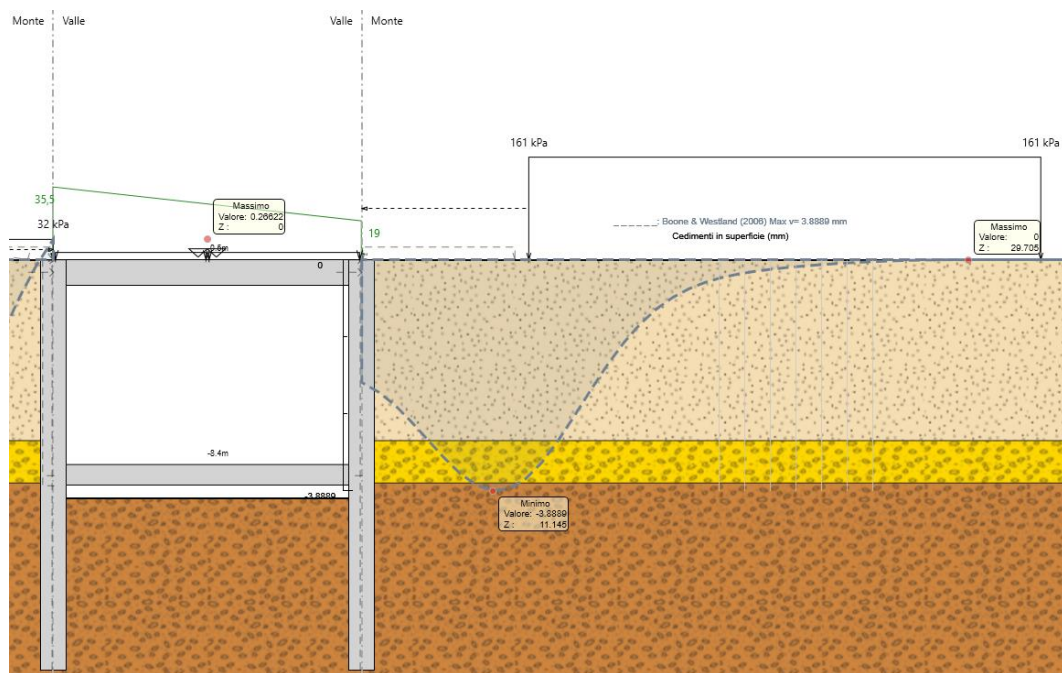 Monte Valle
Valle Monte
161 kPa
161 kPa
35,5
Massimo
Valore: 0.26622
Z : 0
32 kPa
19
_______: Boone & Westland (2006) Max v= 3.8889 mm
Cedimenti in superficie (mm)
Massimo
Valore: 0
Z : 29.705
0
-8.4m
-3.8889
Minimo
Valore: -3.8889
Z : 11.145